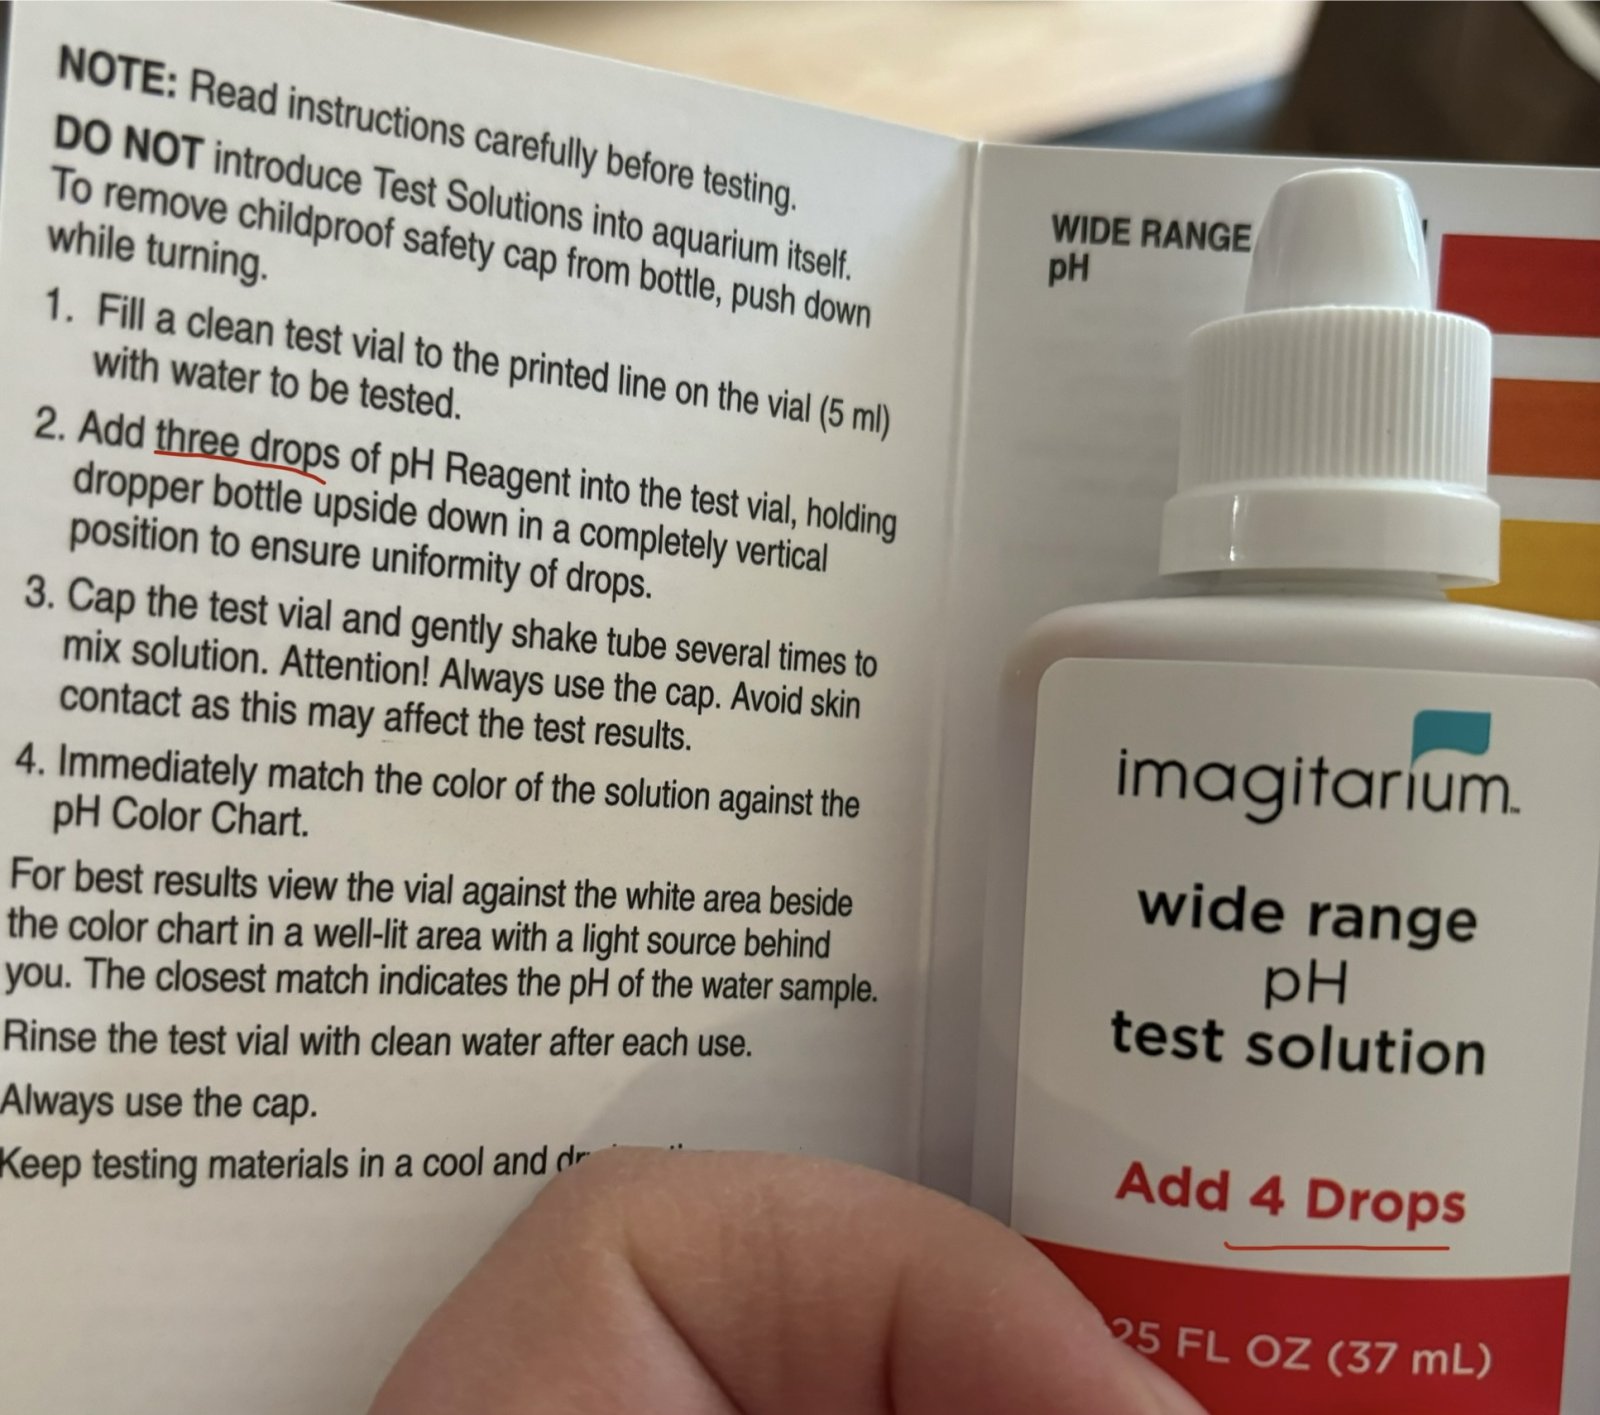 NOTE: Read instructions carefully before testing.
DO NOT introduce Test Solutions into aquarium itself.
To remove childproof safety cap from bottle, push down
while turning.
1. Fill a clean test vial to the printed line on the vial (5 ml)
with water to be tested.
2. Add three drops of pH Reagent into the test vial, holding
dropper bottle upside down in a completely vertical
position to ensure uniformity of drops.
3. Cap the test vial and gently shake tube several times to
mix solution. Attention! Always use the cap. Avoid skin
contact as this may affect the test results.
4. Immediately match the color of the solution against the
pH Color Chart.
For best results view the vial against the white area beside
the color chart in a well-lit area with a light source behind
you. The closest match indicates the pH of the water sample.
Rinse the test vial with clean water after each use.
Always use the cap.
Keep testing materials in a cool and
WIDE RANGE
pH
imagitarium™
wide range
pH
test solution
Add 4 Drops
25 FL OZ (37 mL)